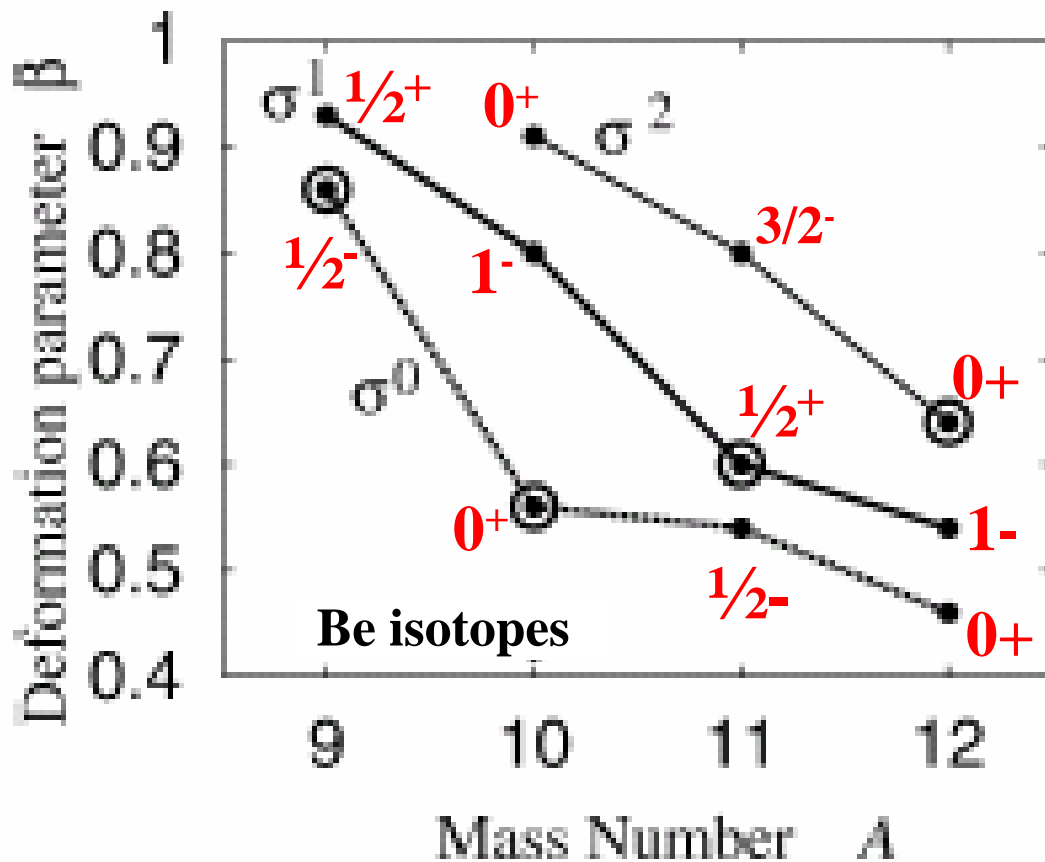 1
σ¹ ½⁺ 0⁺ σ²
0.9
3/2⁻
½⁻ 1⁻
0.8
0.7
0+
σ⁰ ½⁺
0.6
0⁺ 1-
0.5
½- 0+
Be isotopes
0.4
9 10 11 12
Mass Number A
Deformation parameter β